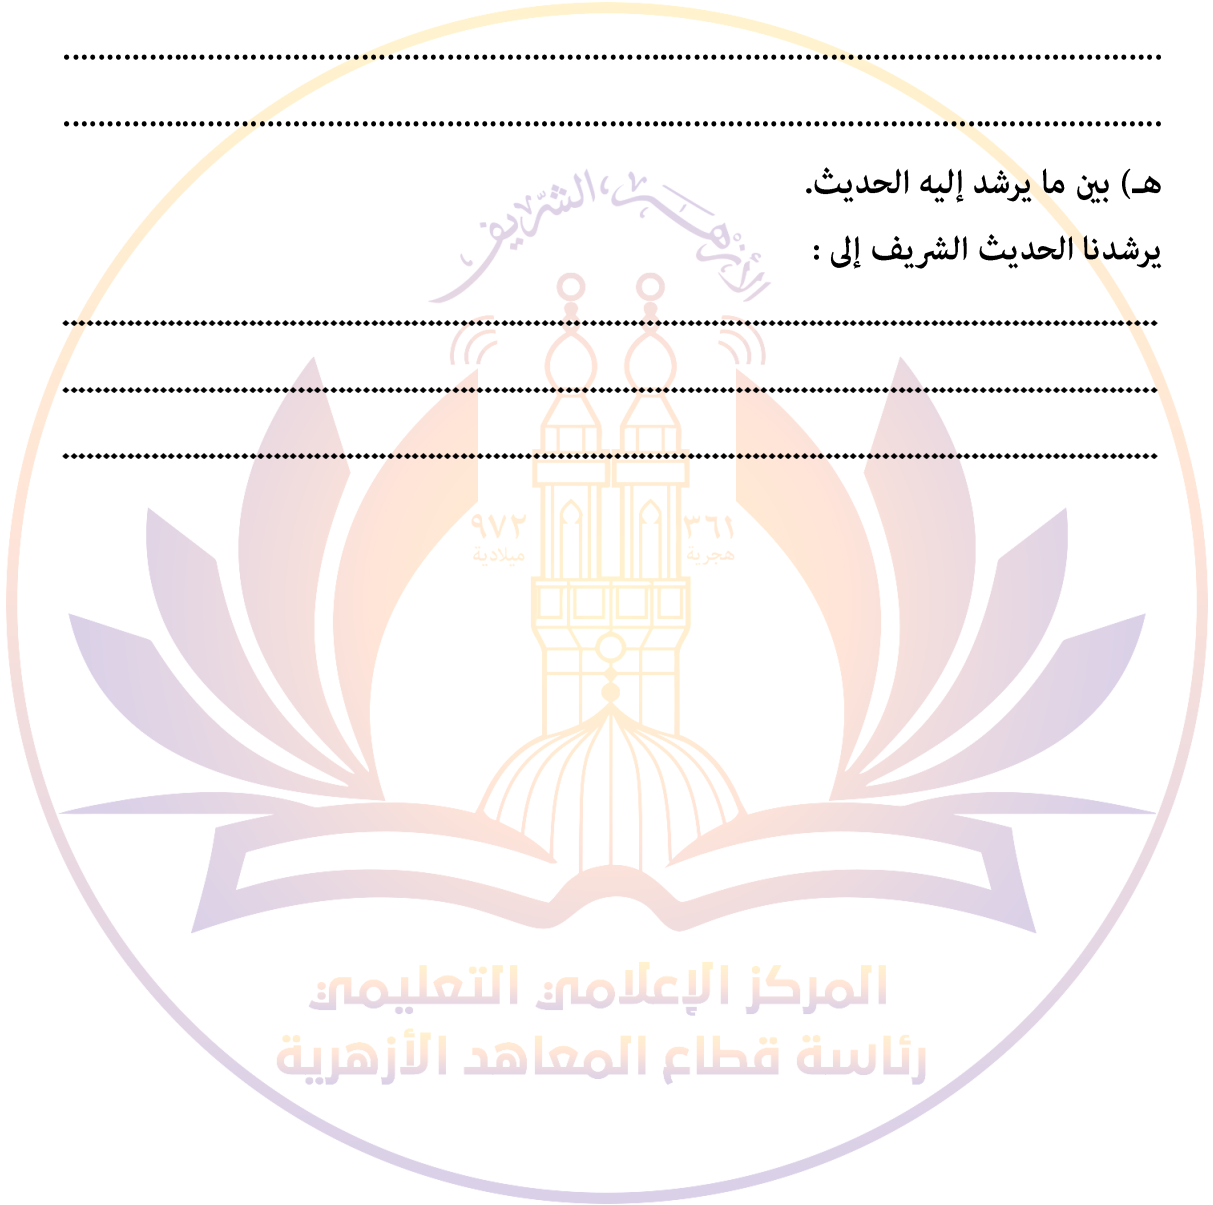 ........................................................................................................................
........................................................................................................................
هـ) بين ما يرشد إليه الحديث.
يرشدنا الحديث الشريف إلى :
........................................................................................................................
........................................................................................................................
........................................................................................................................
الأزهر الشريف
٣٦١ ٩٧٢
هجرية ميلادية
المركز الإعلامي التعليمي
رئاسة قطاع المعاهد الأزهرية